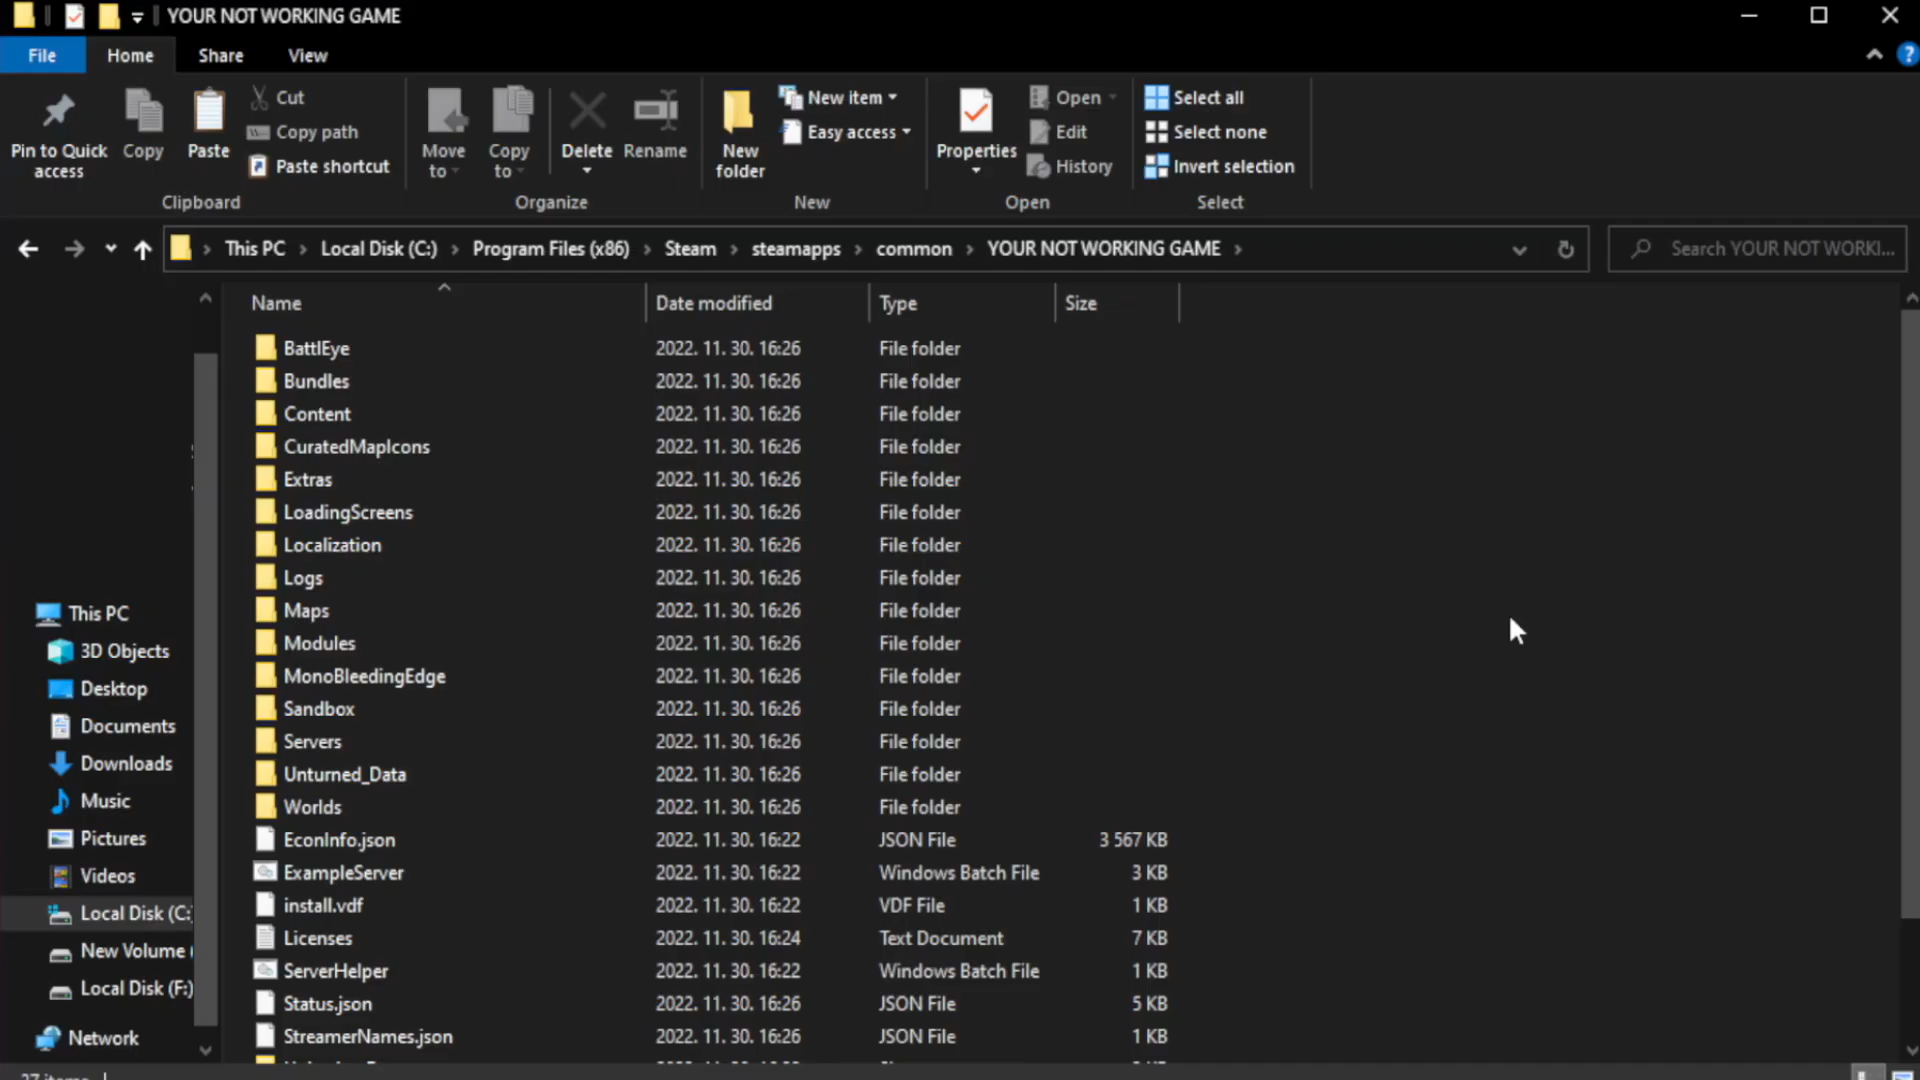 YOUR NOT WORKING GAME
File Home Share View
Pin to Quick access
Copy
Paste
Cut
Copy path
Paste shortcut
Clipboard
Move to
Copy to
Delete
Rename
Organize
New folder
New item
Easy access
New
Properties
Open
Edit
History
Open
Select all
Select none
Invert selection
Select
This PC Local Disk (C:) Program Files (x86) Steam steamapps common YOUR NOT WORKING GAME
Search YOUR NOT WORKI...
This PC
3D Objects
Desktop
Documents
Downloads
Music
Pictures
Videos
Local Disk (C:
New Volume (
Local Disk (F:)
Network
Name Date modified Type Size
BattlEye 2022. 11. 30. 16:26 File folder
Bundles 2022. 11. 30. 16:26 File folder
Content 2022. 11. 30. 16:26 File folder
CuratedMapIcons 2022. 11. 30. 16:26 File folder
Extras 2022. 11. 30. 16:26 File folder
LoadingScreens 2022. 11. 30. 16:26 File folder
Localization 2022. 11. 30. 16:26 File folder
Logs 2022. 11. 30. 16:26 File folder
Maps 2022. 11. 30. 16:26 File folder
Modules 2022. 11. 30. 16:26 File folder
MonoBleedingEdge 2022. 11. 30. 16:26 File folder
Sandbox 2022. 11. 30. 16:26 File folder
Servers 2022. 11. 30. 16:26 File folder
Unturned_Data 2022. 11. 30. 16:26 File folder
Worlds 2022. 11. 30. 16:26 File folder
EconInfo.json 2022. 11. 30. 16:22 JSON File 3 567 KB
ExampleServer 2022. 11. 30. 16:22 Windows Batch File 3 KB
install.vdf 2022. 11. 30. 16:22 VDF File 1 KB
Licenses 2022. 11. 30. 16:24 Text Document 7 KB
ServerHelper 2022. 11. 30. 16:22 Windows Batch File 1 KB
Status.json 2022. 11. 30. 16:26 JSON File 5 KB
StreamerNames.json 2022. 11. 30. 16:26 JSON File 1 KB